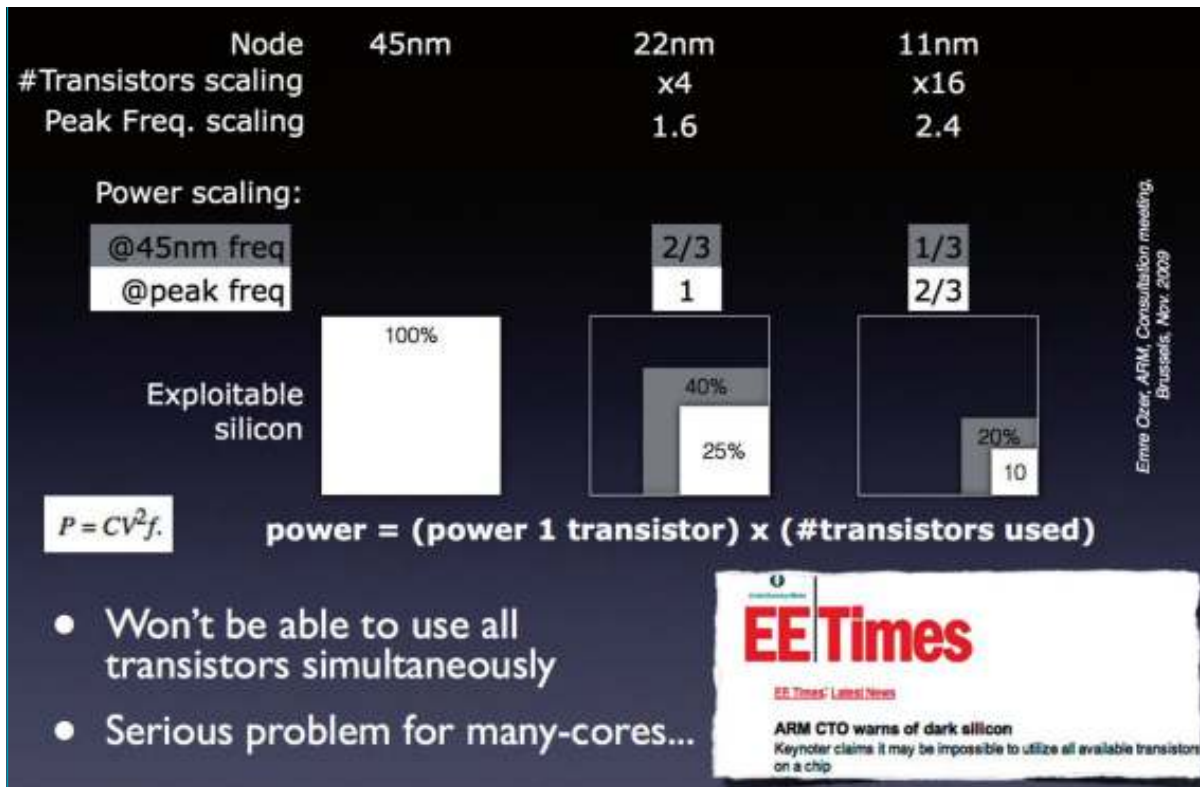 Node 45nm 22nm 11nm
#Transistors scaling x4 x16
Peak Freq. scaling 1.6 2.4
Power scaling:
@45nm freq 2/3 1/3
@peak freq 1 2/3
Exploitable
silicon
100%
40%
25%
20%
10
Emre Ozer, ARM, Consultation meeting,
Brussels, Nov. 2009
P = CV²f.
power = (power 1 transistor) x (#transistors used)
• Won't be able to use all
transistors simultaneously
• Serious problem for many-cores...
EE Times
EE Times: Latest News
ARM CTO warns of dark silicon
Keynoter claims it may be impossible to utilize all available transistors
on a chip